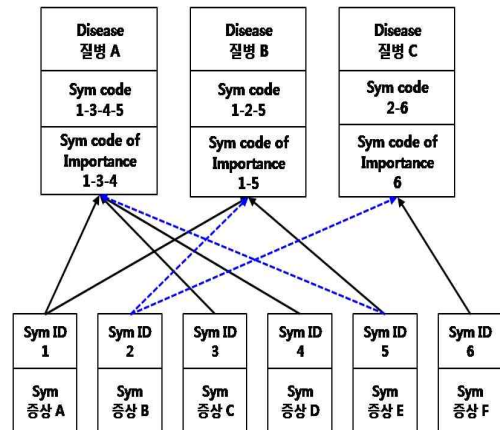 Disease
질병 A
Sym code
1-3-4-5
Sym code of
Importance
1-3-4
Disease
질병 B
Sym code
1-2-5
Sym code of
Importance
1-5
Disease
질병 C
Sym code
2-6
Sym code of
Importance
6
Sym ID
1
Sym
증상 A
Sym ID
2
Sym
증상 B
Sym ID
3
Sym
증상 C
Sym ID
4
Sym
증상 D
Sym ID
5
Sym
증상 E
Sym ID
6
Sym
증상 F